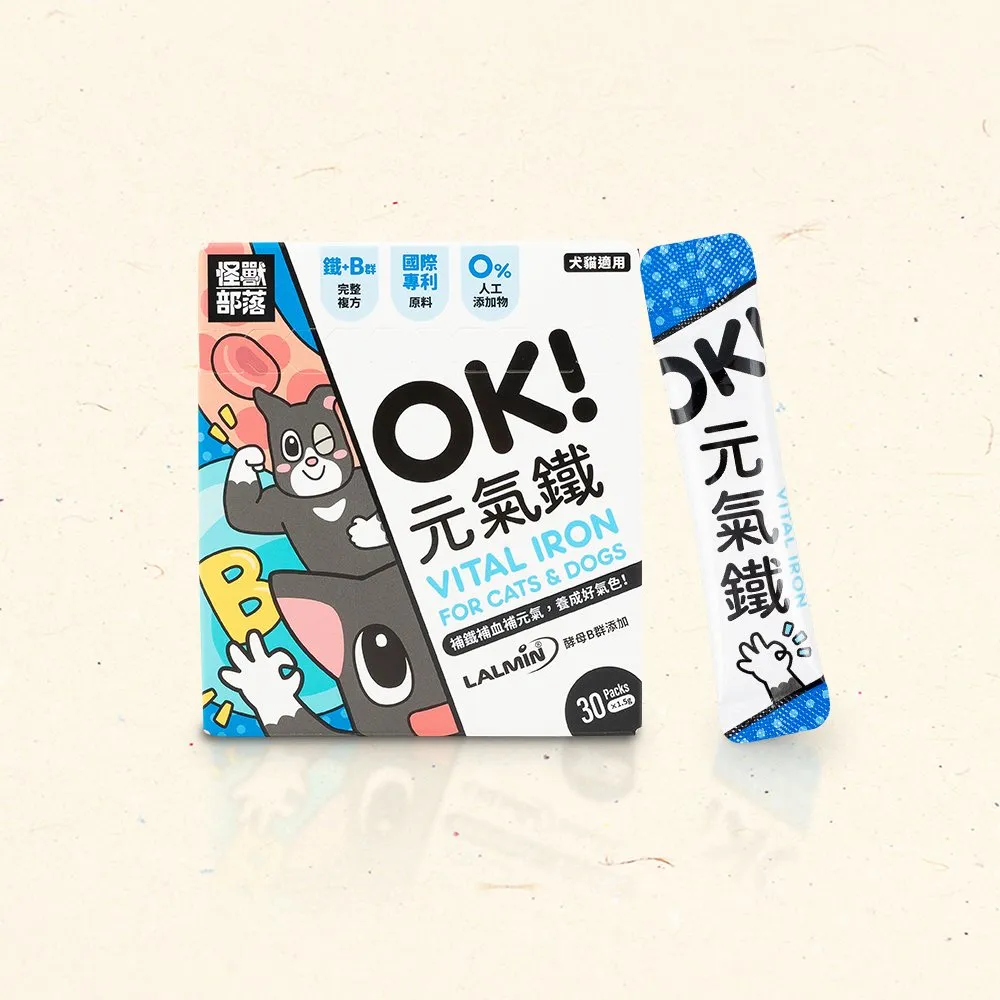 怪獸
部落
鐵+B群
完整
複方
國際
專利
原料
0%
人工
添加物
犬貓適用
OK!
元氣鐵
VITAL IRON
FOR CATS & DOGS
補鐵補血補元氣，養成好氣色！
LALMIN®
酵母B群添加
30 Packs
×1.5g
B
OK!
元氣鐵
VITAL IRON